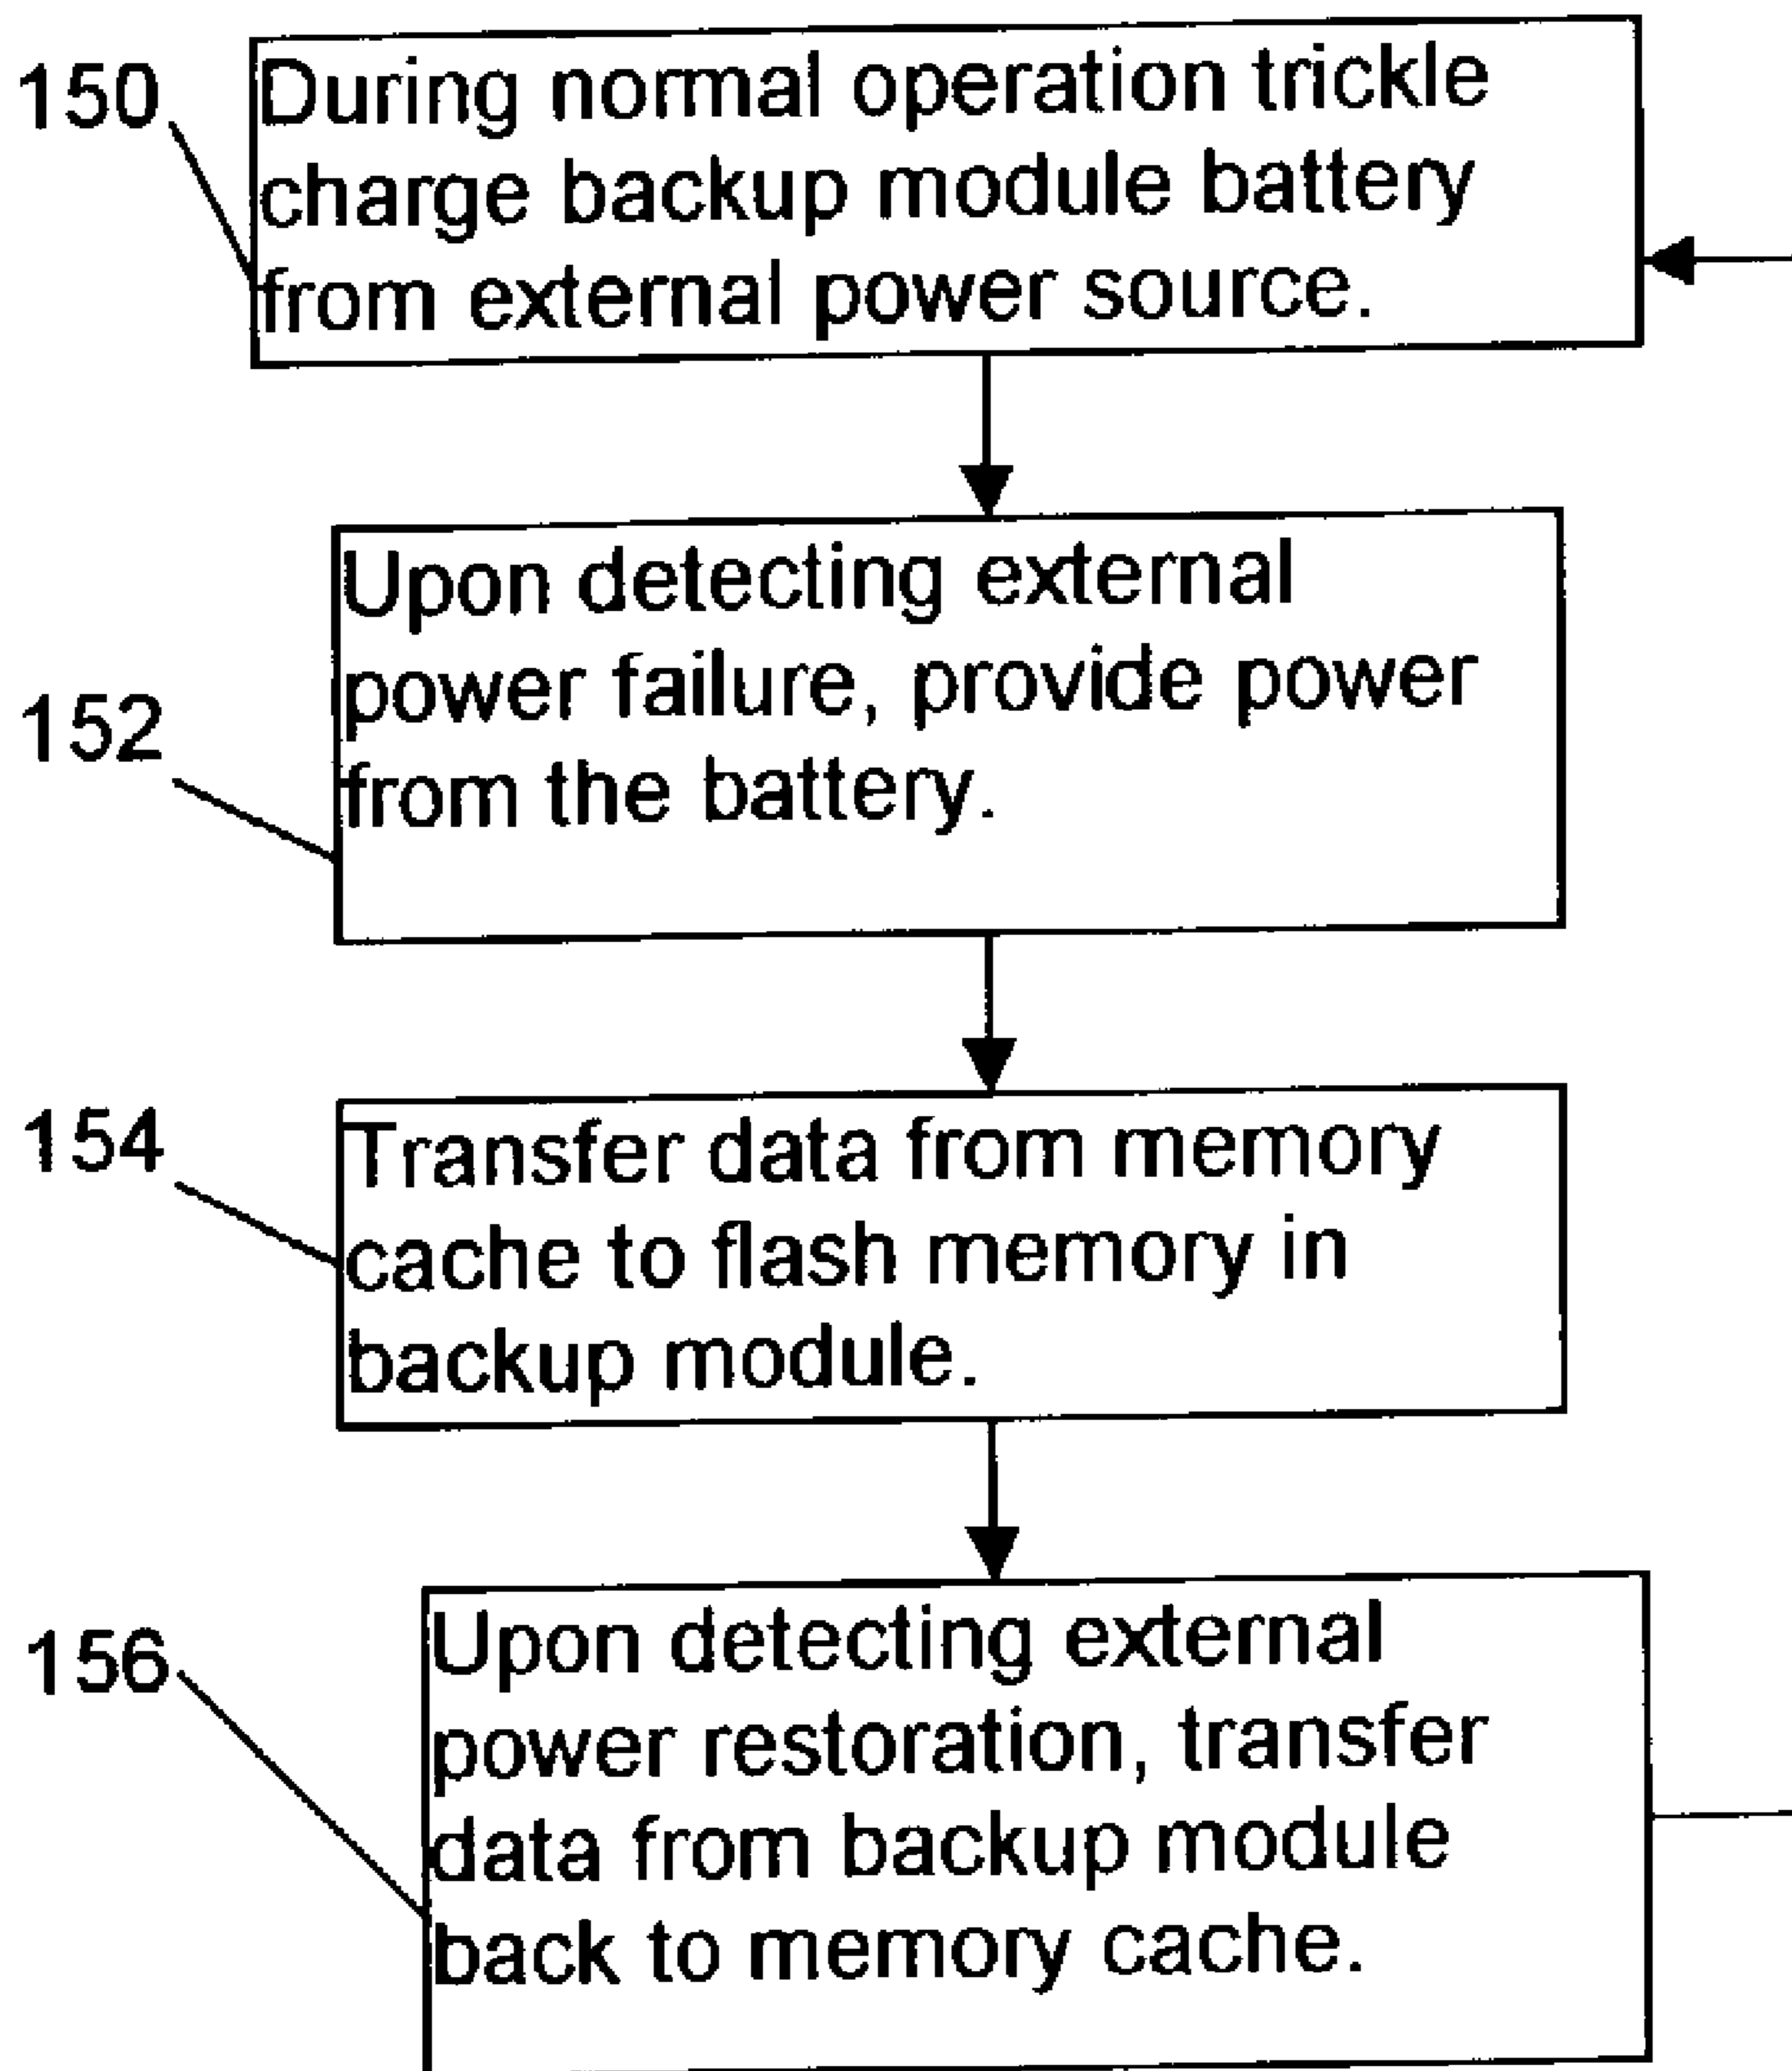 150
During normal operation trickle
charge backup module battery
from external power source.
152
Upon detecting external
power failure, provide power
from the battery.
154
Transfer data from memory
cache to flash memory in
backup module.
156
Upon detecting external
power restoration, transfer
data from backup module
back to memory cache.